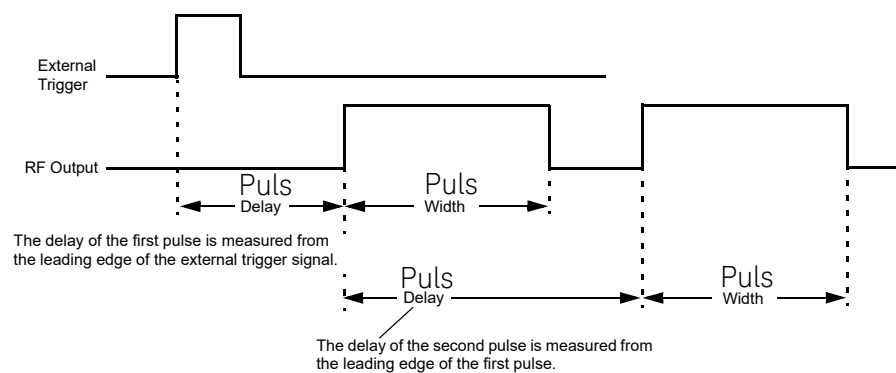 External
Trigger
RF Output
Puls
Delay
Puls
Width
The delay of the first pulse is measured from
the leading edge of the external trigger signal.
Puls
Delay
Puls
Width
The delay of the second pulse is measured from
the leading edge of the first pulse.